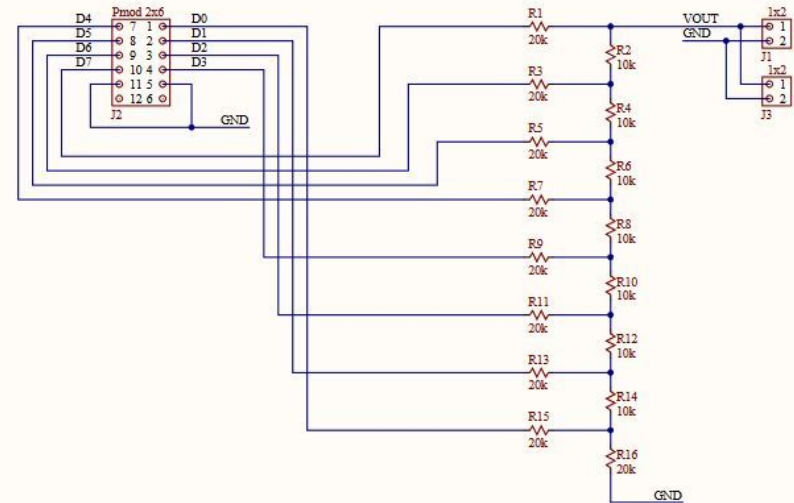 Pmod 2x6
D4 7 1 D0
D5 8 2 D1
D6 9 3 D2
D7 10 4 D3
11 5
12 6
J2
GND
R1
20k
R2
10k
R3
20k
R4
10k
R5
20k
R6
10k
R7
20k
R8
10k
R9
20k
R10
10k
R11
20k
R12
10k
R13
20k
R14
10k
R15
20k
R16
20k
GND
VOUT
GND
1x2
1
2
J1
1x2
1
2
J3